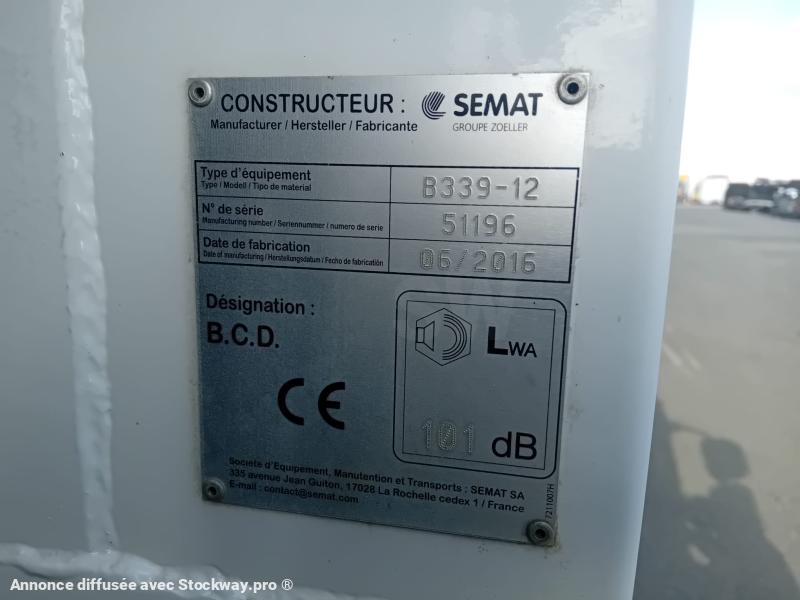 CONSTRUCTEUR : SEMAT
Manufacturer / Hersteller / Fabricante GROUPE ZOELLER
Type d'équipement B339-12
Type / Modell / Tipo de material
N° de série 51196
Manufacturing number / Seriennummer / numero de serie
Date de fabrication 06/2016
Date of manufacturing / Herstellungsdatum / Fecho de fabricatión
Désignation :
B.C.D.
LWA
CE
101 dB
Société d'Equipement, Manutention et Transports : SEMAT SA
335 avenue Jean Guiton, 17028 La Rochelle cedex 1 / France
E-mail : contact@semat.com
7211007H
Annonce diffusée avec Stockway.pro ®